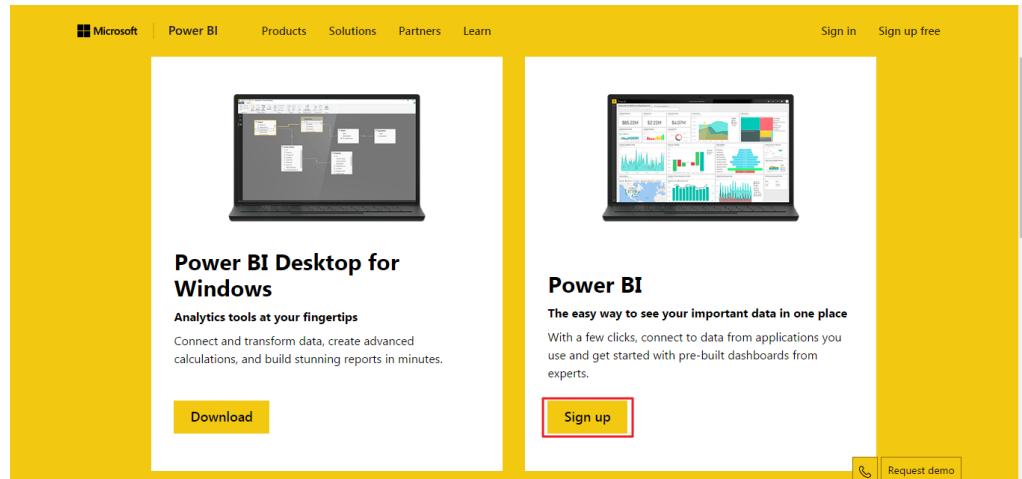 Microsoft Power BI Products Solutions Partners Learn Sign in Sign up free
Power BI Desktop for
Windows
Analytics tools at your fingertips
Connect and transform data, create advanced
calculations, and build stunning reports in minutes.
Download
Power BI
The easy way to see your important data in one place
With a few clicks, connect to data from applications you
use and get started with pre-built dashboards from
experts.
Sign up
Request demo